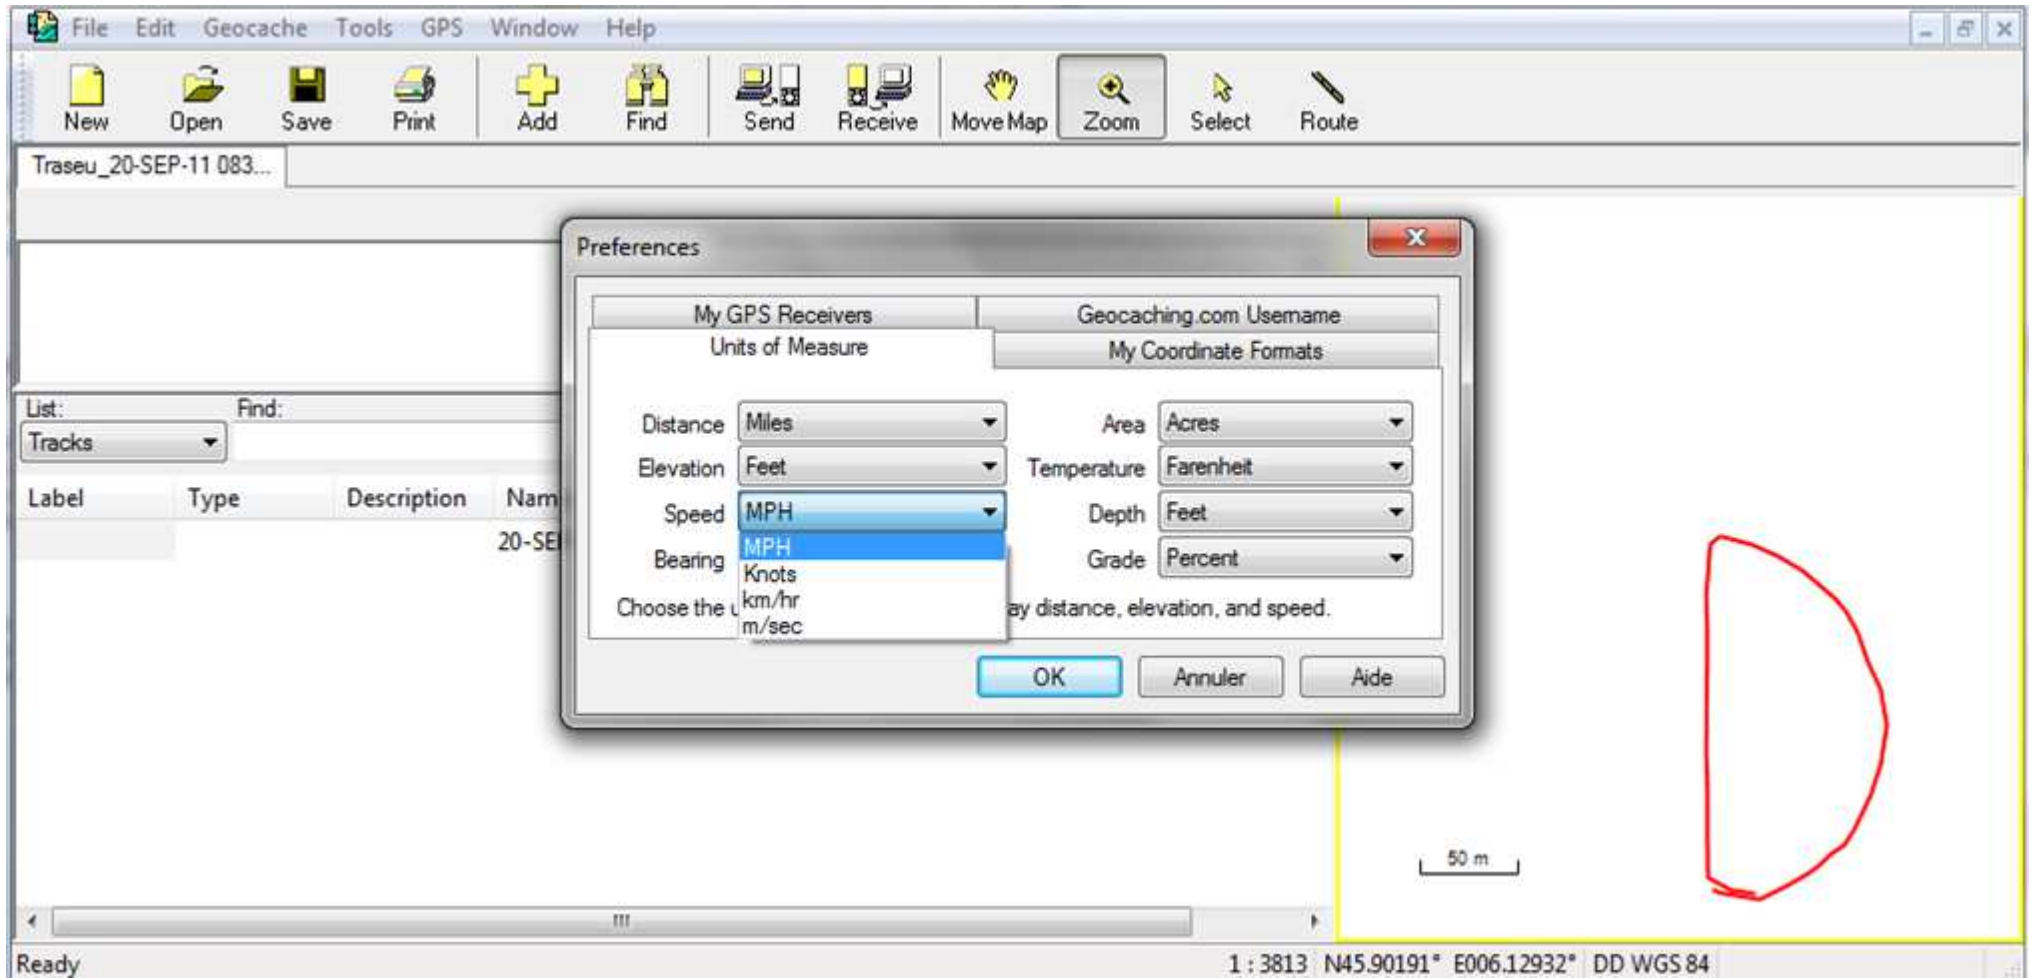 File Edit Geocache Tools GPS Window Help
New Open Save Print Add Find Send Receive Move Map Zoom Select Route
Traseu_20-SEP-11 083...
Preferences
My GPS Receivers Geocaching.com Username
Units of Measure My Coordinate Formats
List: Find:
Tracks
Label Type Description Nam
20-SE
Distance Miles Area Acres
Elevation Feet Temperature Farenheit
Speed MPH Depth Feet
MPH
Bearing Grade Percent
Knots
km/hr
m/sec
Choose the u ay distance, elevation, and speed.
OK Annuler Aide
50 m
Ready 1 : 3813 N45.90191° E006.12932° DD WGS 84